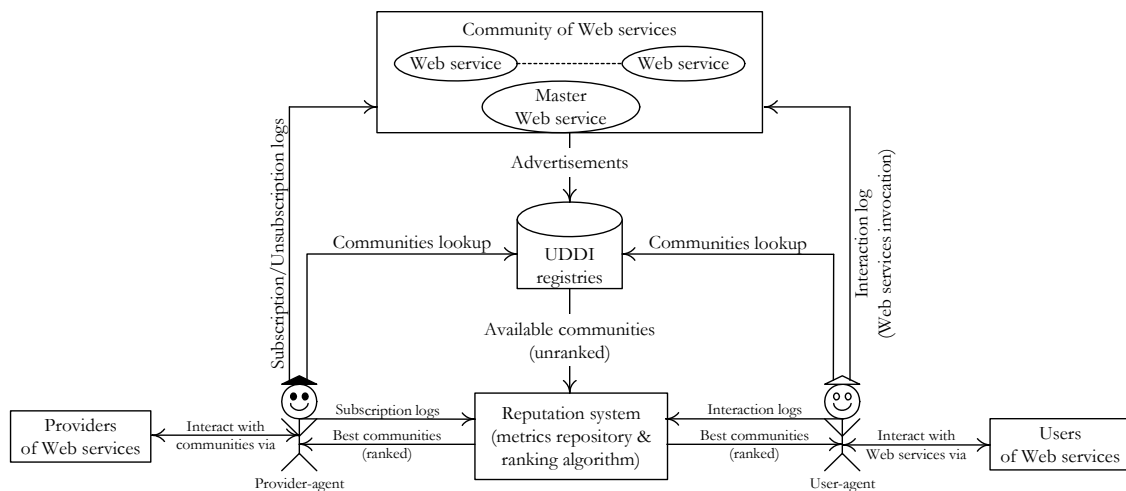 Community of Web services
Web service
Web service
Master
Web service
Advertisements
Subscription/Unsubscription logs
Interaction log
(Web services invocation)
Communities lookup
UDDI
registries
Communities lookup
Available communities
(unranked)
Providers
of Web services
Interact with
communities via
Subscription logs
Best communities
(ranked)
Provider-agent
Reputation system
(metrics repository &
ranking algorithm)
Interaction logs
Best communities
(ranked)
User-agent
Interact with
Web services via
Users
of Web services